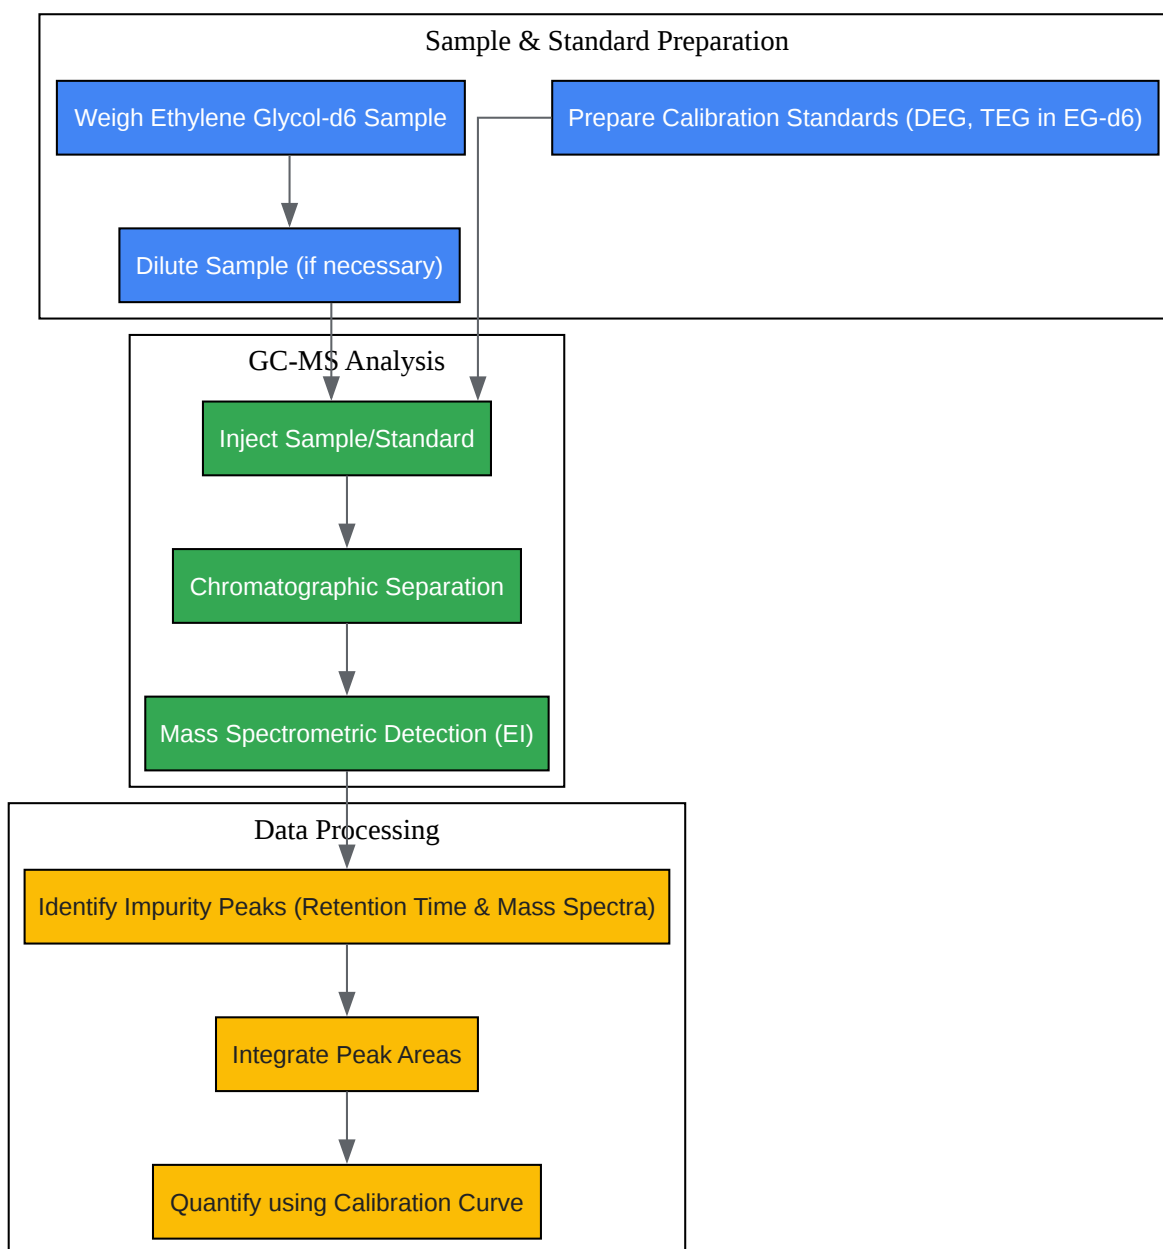 Sample & Standard Preparation
Weigh Ethylene Glycol-d6 Sample
Prepare Calibration Standards (DEG, TEG in EG-d6)
Dilute Sample (if necessary)
GC-MS Analysis
Inject Sample/Standard
Chromatographic Separation
Mass Spectrometric Detection (EI)
Data Processing
Identify Impurity Peaks (Retention Time & Mass Spectra)
Integrate Peak Areas
Quantify using Calibration Curve